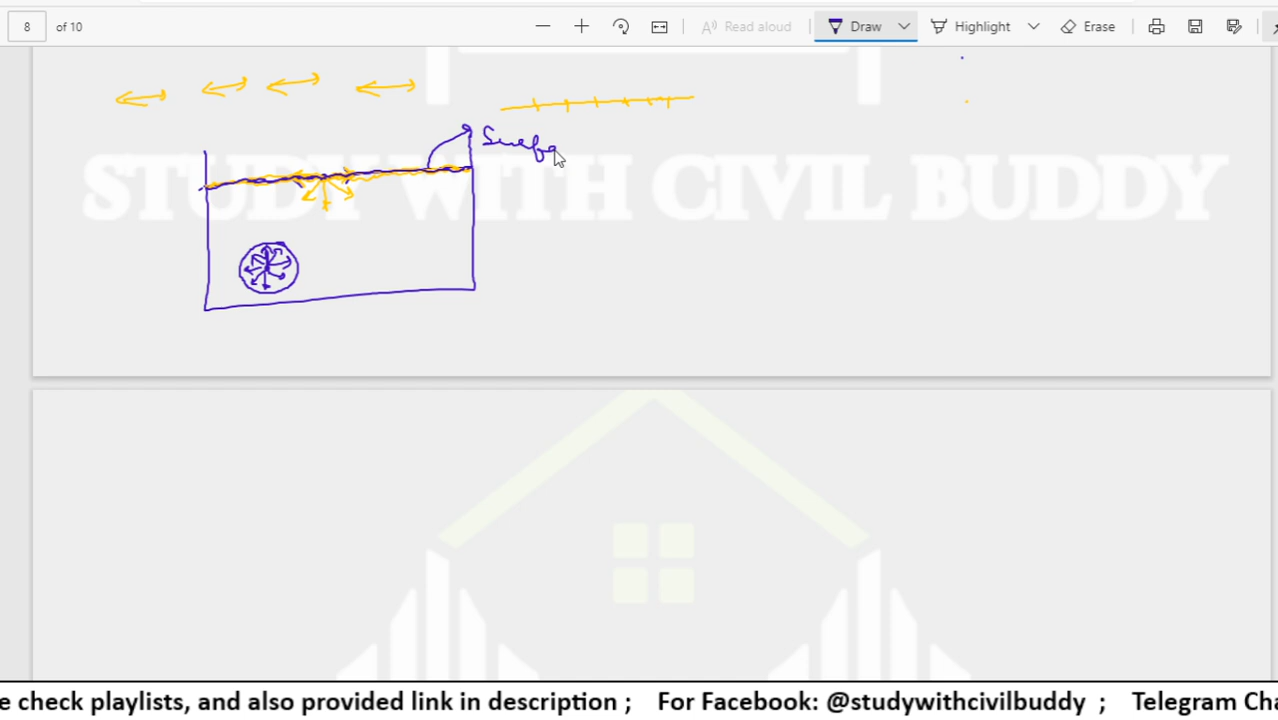 8 of 10 Read aloud Draw Highlight Erase
Surfa
STUDY WITH CIVIL BUDDY
e check playlists, and also provided link in description ; For Facebook: @studywithcivilbuddy ; Telegram Cha